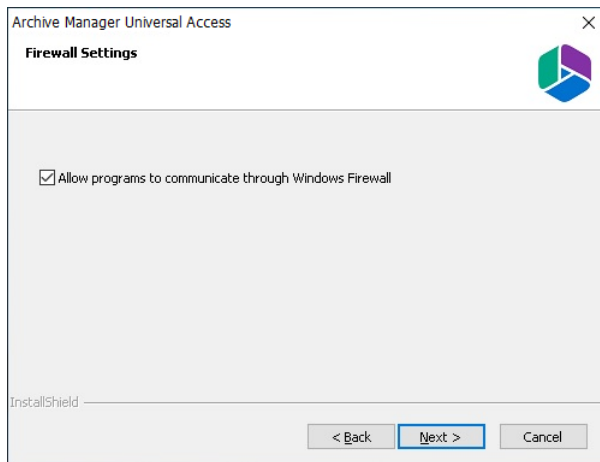 Archive Manager Universal Access
Firewall Settings
Allow programs to communicate through Windows Firewall
InstallShield
< Back
Next >
Cancel